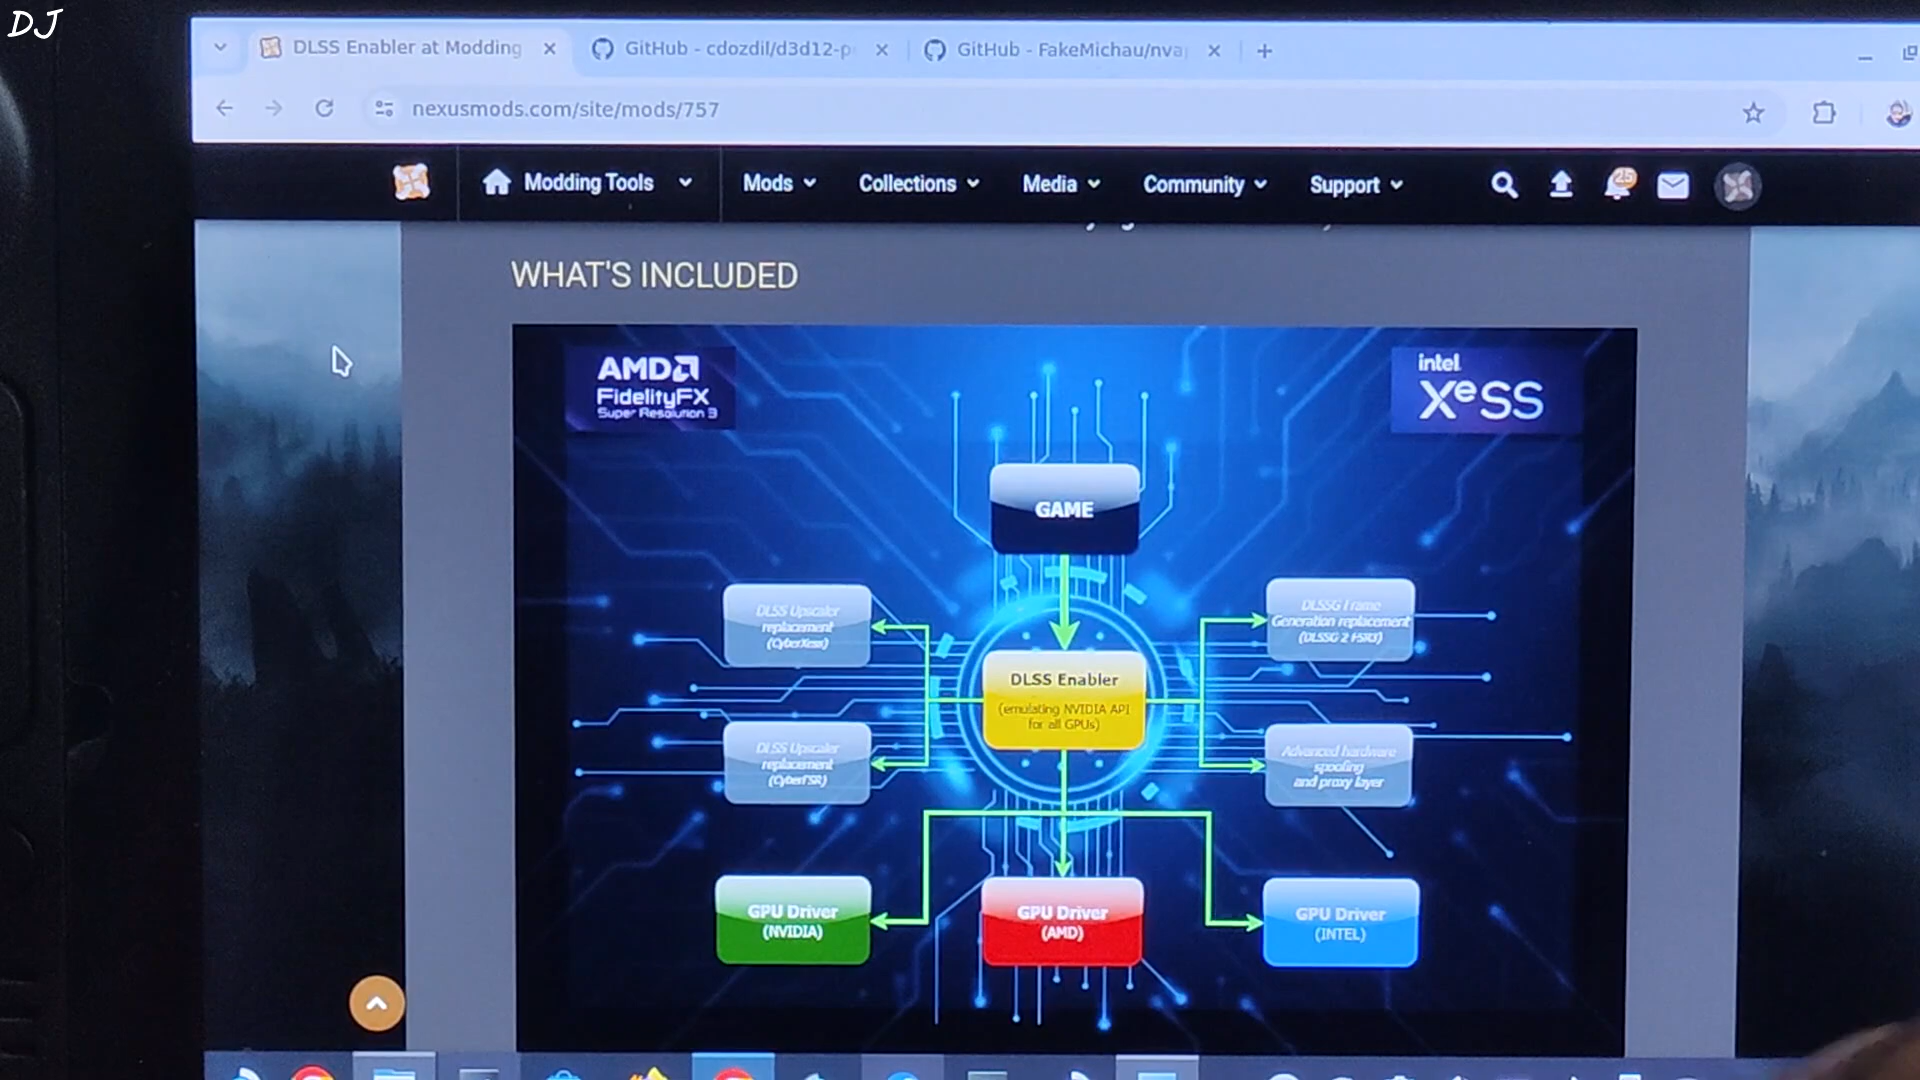 DJ
DLSS Enabler at Modding
GitHub - cdozdil/d3d12-p
GitHub - FakeMichau/nva
nexusmods.com/site/mods/757
Modding Tools
Mods
Collections
Media
Community
Support
25
WHAT'S INCLUDED
AMD
FidelityFX
Super Resolution 3
intel
XeSS
GAME
DLSS Upscaler
replacement
(CyberXess)
DLSSG Frame
Generation replacement
(DLSSG 2 FSR3)
DLSS Enabler
(emulating NVIDIA API
for all GPUs)
DLSS Upscaler
replacement
(CyberFSR)
Advanced hardware
spoofing
and proxy layer
GPU Driver
(NVIDIA)
GPU Driver
(AMD)
GPU Driver
(INTEL)